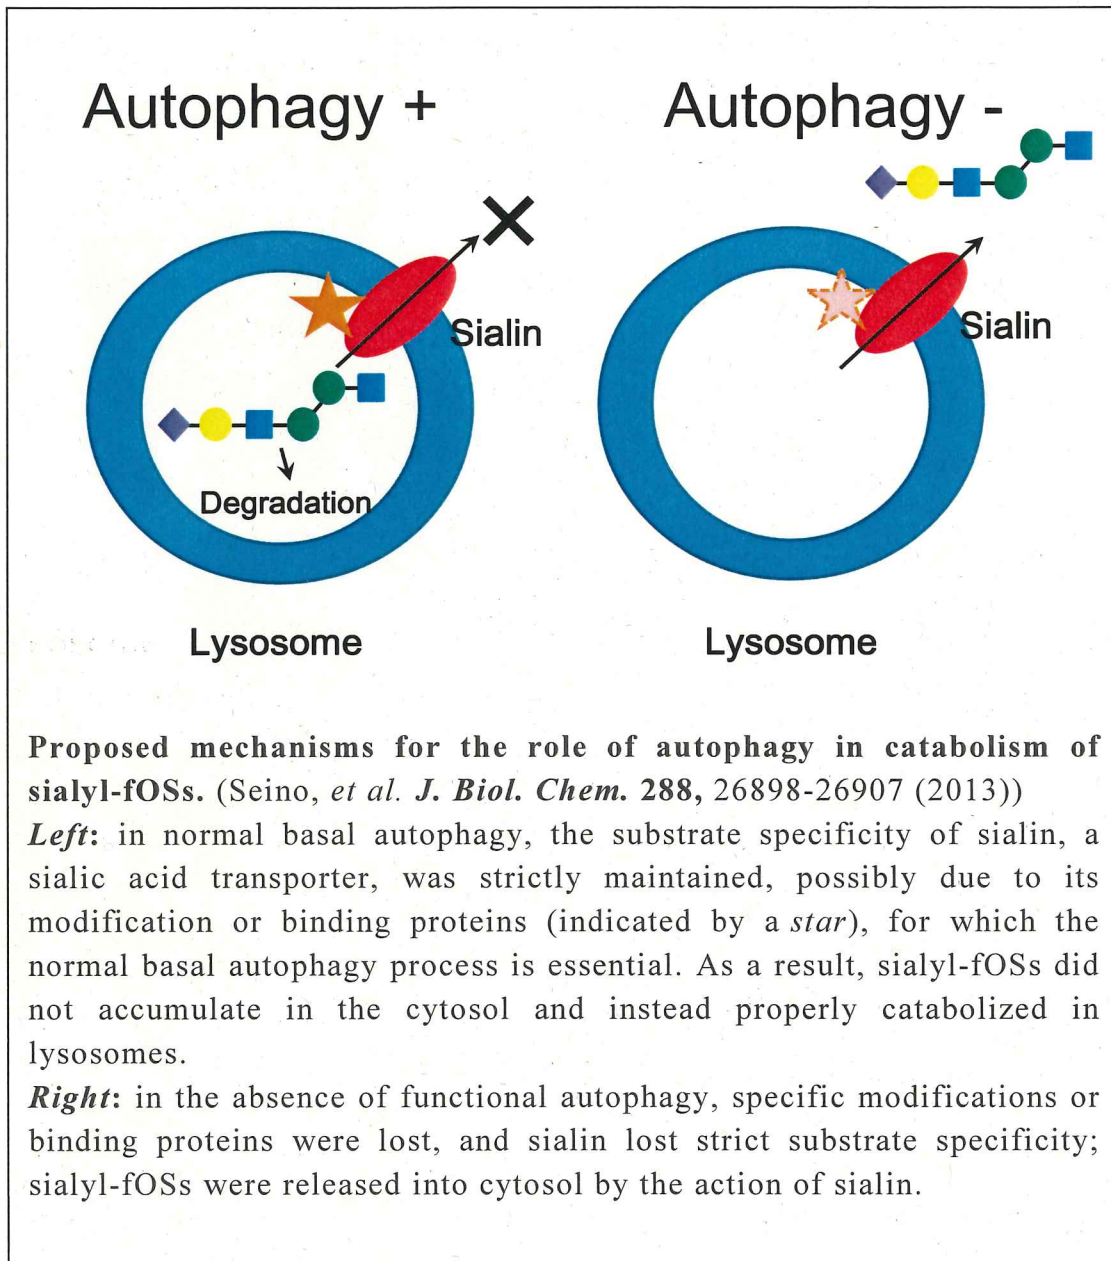 Autophagy +
Autophagy -
Sialin
Sialin
Degradation
Lysosome
Lysosome
Proposed mechanisms for the role of autophagy in catabolism of
sialyl-fOSs. (Seino, et al. J. Biol. Chem. 288, 26898-26907 (2013))
Left: in normal basal autophagy, the substrate specificity of sialin, a
sialic acid transporter, was strictly maintained, possibly due to its
modification or binding proteins (indicated by a star), for which the
normal basal autophagy process is essential. As a result, sialyl-fOSs did
not accumulate in the cytosol and instead properly catabolized in
lysosomes.
Right: in the absence of functional autophagy, specific modifications or
binding proteins were lost, and sialin lost strict substrate specificity;
sialyl-fOSs were released into cytosol by the action of sialin.